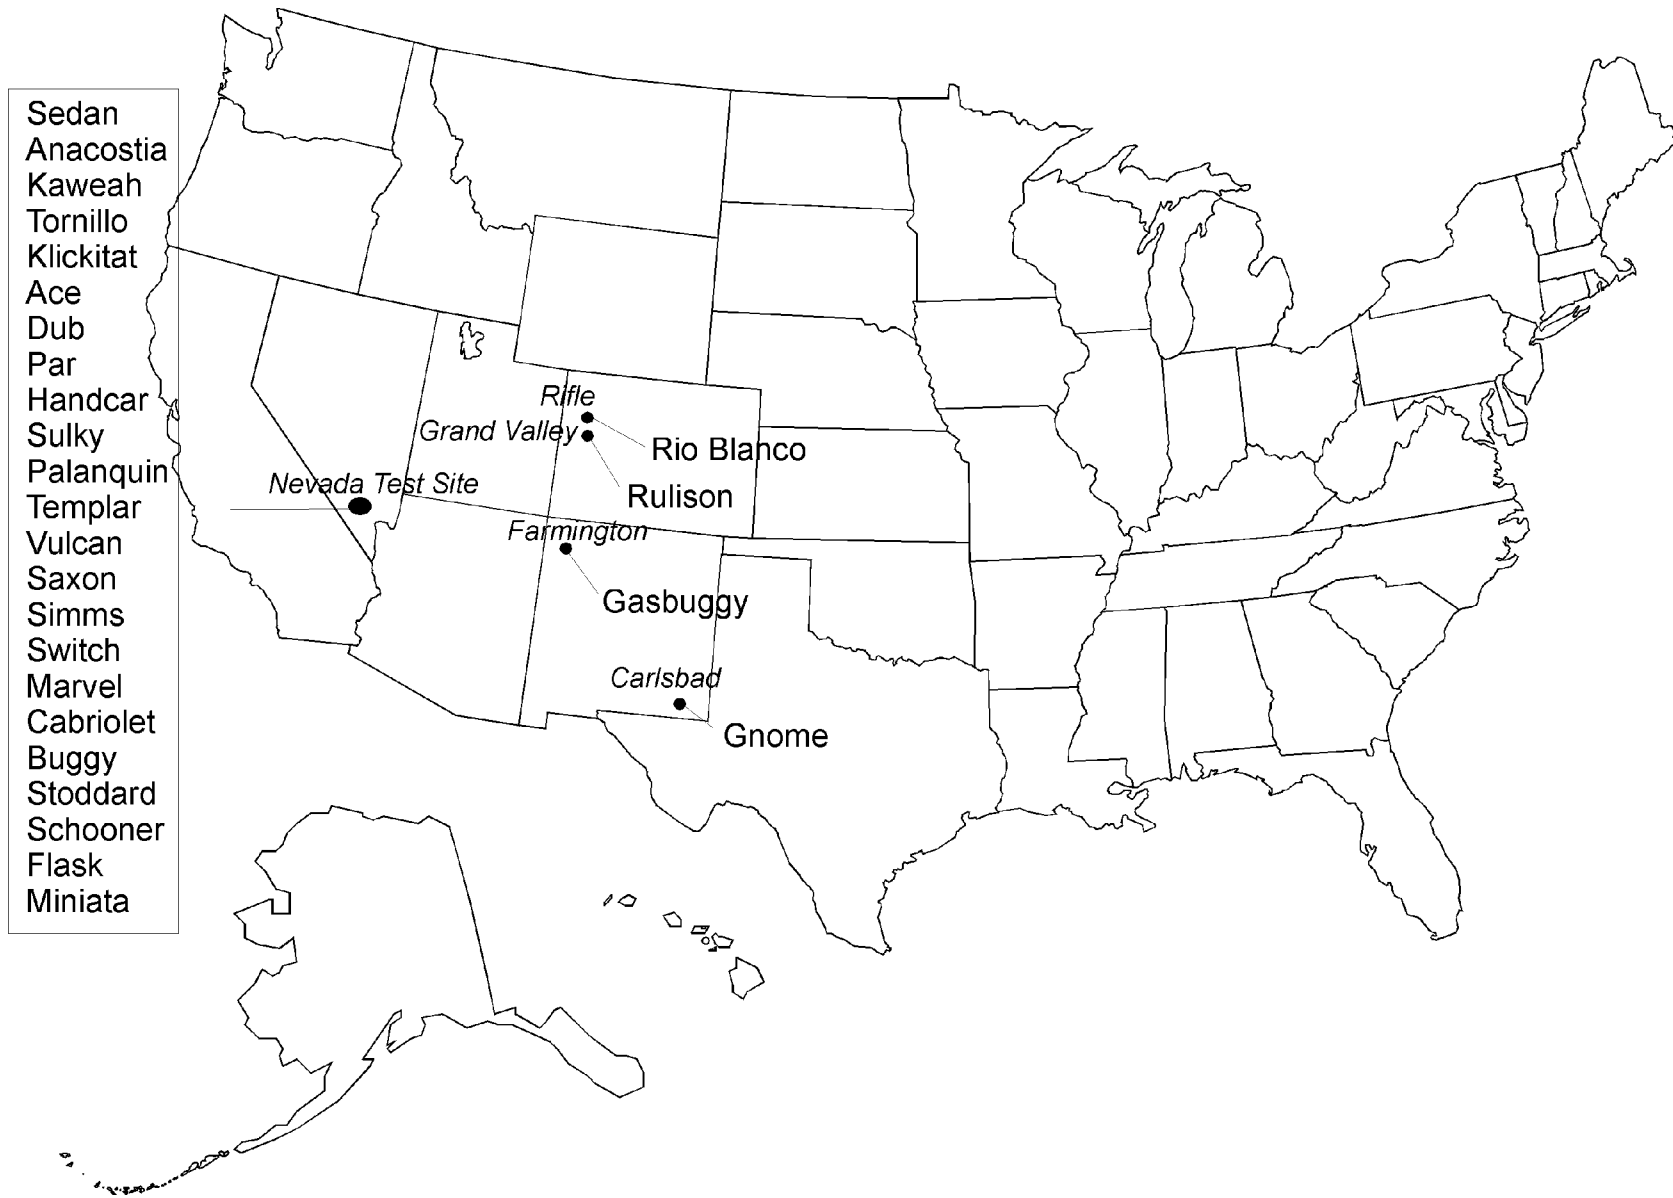 Sedan
Anacostia
Kaweah
Tornillo
Klickitat
Ace
Dub
Par
Handcar
Sulky
Palanquin
Templar
Vulcan
Saxon
Simms
Switch
Marvel
Cabriolet
Buggy
Stoddard
Schooner
Flask
Miniata
Nevada Test Site
Rifle
Grand Valley
Rio Blanco
Rulison
Farmington
Gasbuggy
Carlsbad
Gnome